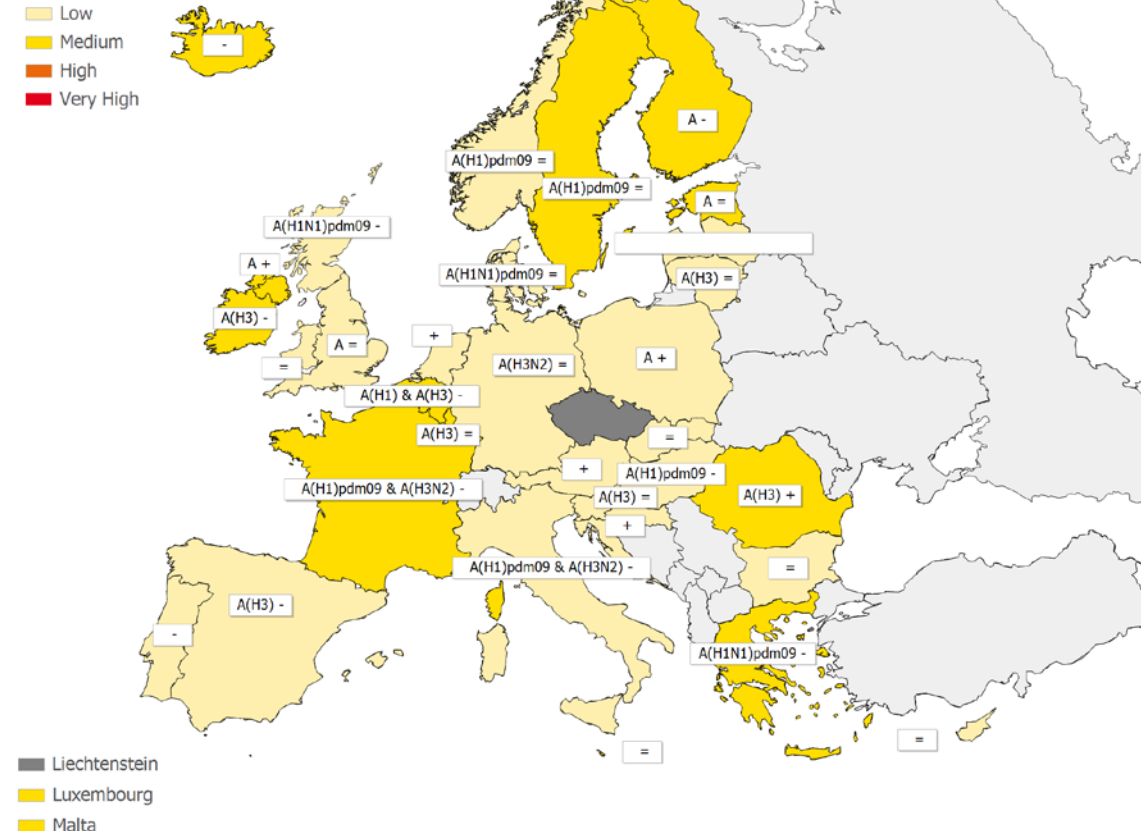 Low
Medium
High
Very High
-
A -
A(H1)pdm09 =
A(H1)pdm09 =
A =
A(H1N1)pdm09 -
A +
A(H1N1)pdm09 =
A(H3) =
A(H3) -
+
A =
A(H3N2) =
A +
=
A(H1) & A(H3) -
A(H3) =
=
+
A(H1)pdm09 -
A(H1)pdm09 & A(H3N2) -
A(H3) =
A(H3) +
+
A(H1)pdm09 & A(H3N2) -
=
A(H3) -
-
A(H1N1)pdm09 -
=
=
Liechtenstein
Luxembourg
Malta